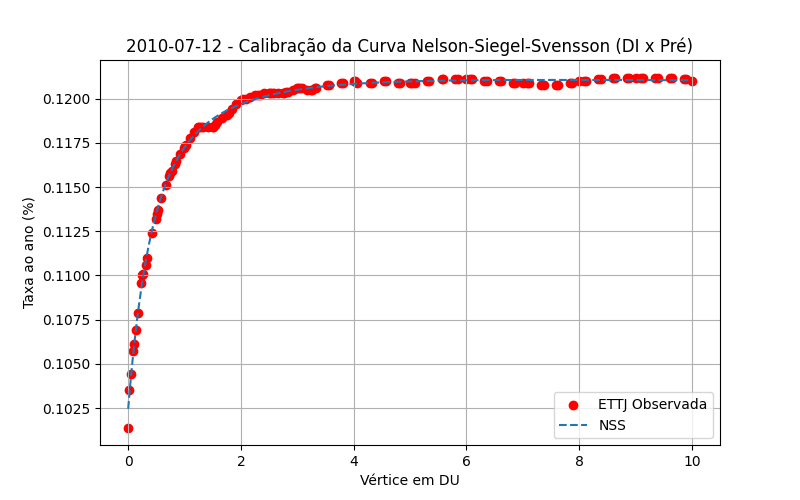 2010-07-12 - Calibração da Curva Nelson-Siegel-Svensson (DI x Pré)
Taxa ao ano (%)
0.1200
0.1175
0.1150
0.1125
0.1100
0.1075
0.1050
0.1025
ETTJ Observada
NSS
0 2 4 6 8 10
Vértice em DU